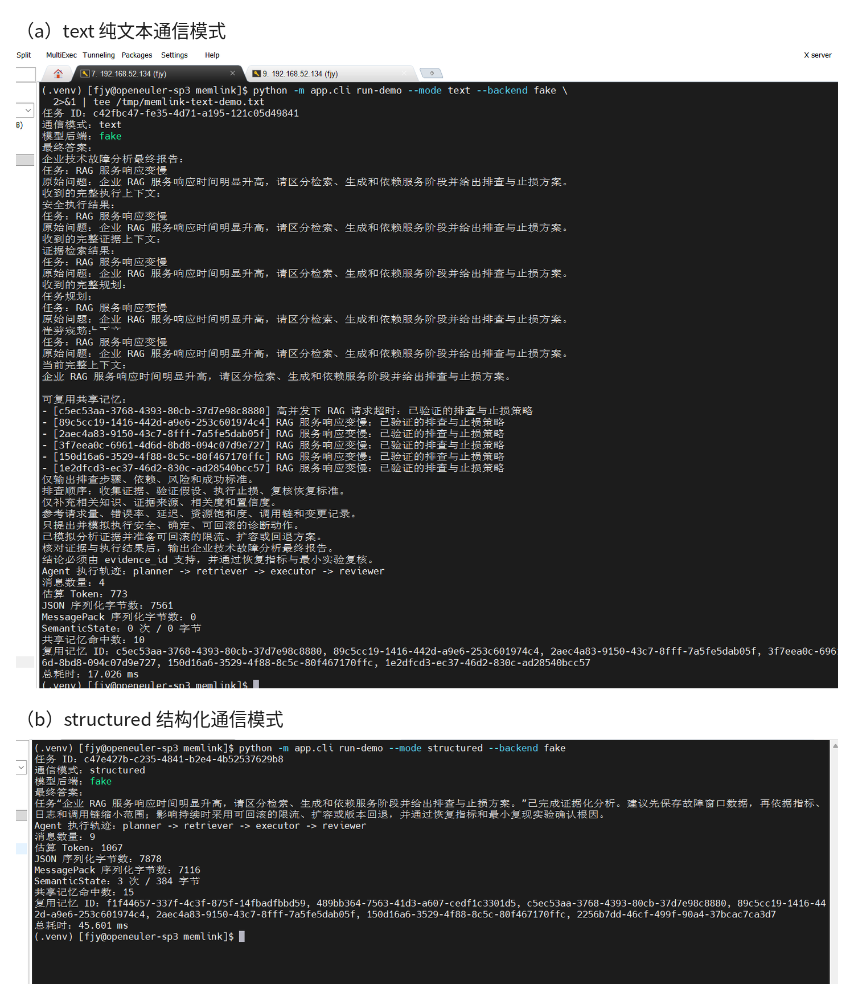 （a）text 纯文本通信模式
Split MultiExec Tunneling Packages Settings Help X server
7. 192.168.52.134 (fjy) 9. 192.168.52.134 (fjy)
(.venv) [fjy@openeuler-sp3 memlink]$ python -m app.cli run-demo --mode text --backend fake \
2>&1 | tee /tmp/memlink-text-demo.txt
任务 ID: c42fbc47-fe35-4d71-a195-121c05d49841
B)
通信模式: text
模型后端: fake
最终答案:
企业技术故障分析最终报告:
任务: RAG 服务响应变慢
原始问题: 企业 RAG 服务响应时间明显升高，请区分检索、生成和依赖服务阶段并给出排查与止损方案。
收到的完整执行上下文:
安全执行结果:
任务: RAG 服务响应变慢
原始问题: 企业 RAG 服务响应时间明显升高，请区分检索、生成和依赖服务阶段并给出排查与止损方案。
收到的完整证据上下文:
证据检索结果:
任务: RAG 服务响应变慢
原始问题: 企业 RAG 服务响应时间明显升高，请区分检索、生成和依赖服务阶段并给出排查与止损方案。
收到的完整规划:
任务规划:
任务: RAG 服务响应变慢
原始问题: 企业 RAG 服务响应时间明显升高，请区分检索、生成和依赖服务阶段并给出排查与止损方案。
任务: RAG 服务响应变慢
原始问题: 企业 RAG 服务响应时间明显升高，请区分检索、生成和依赖服务阶段并给出排查与止损方案。
当前完整上下文:
企业 RAG 服务响应时间明显升高，请区分检索、生成和依赖服务阶段并给出排查与止损方案。
可复用共享记忆:
- [c5ec53aa-3768-4393-80cb-37d7e98c8880] 高并发下 RAG 请求超时: 已验证的排查与止损策略
- [89c5cc19-1416-442d-a9e6-253c601974c4] RAG 服务响应变慢: 已验证的排查与止损策略
- [2aec4a83-9150-43c7-8fff-7a5fe5dab05f] RAG 服务响应变慢: 已验证的排查与止损策略
- [3f7eea0c-6961-4d6d-8bd8-094c07d9e727] RAG 服务响应变慢: 已验证的排查与止损策略
- [150d16a6-3529-4f88-8c5c-80f467170ffc] RAG 服务响应变慢: 已验证的排查与止损策略
- [1e2dfcd3-ec37-46d2-830c-ad28540bcc57] RAG 服务响应变慢: 已验证的排查与止损策略
仅输出排查步骤、依赖、风险和成功标准。
排查顺序: 收集证据、验证假设、执行止损、复核恢复标准。
仅补充相关知识、证据来源、相关度和置信度。
参考请求量、错误率、延迟、资源饱和度、调用链和变更记录。
只提出并模拟执行安全、确定、可回滚的诊断动作。
已模拟分析证据并准备可回滚的限流、扩容或回退方案。
核对证据与执行结果后，输出企业技术故障分析最终报告。
结论必须由 evidence_id 支持，并通过恢复指标与最小实验复核。
Agent 执行轨迹: planner -> retriever -> executor -> reviewer
消息数量: 4
估算 Token: 773
JSON 序列化字节数: 7561
MessagePack 序列化字节数: 0
SemanticState: 0 次 / 0 字节
共享记忆命中数: 10
复用记忆 ID: c5ec53aa-3768-4393-80cb-37d7e98c8880, 89c5cc19-1416-442d-a9e6-253c601974c4, 2aec4a83-9150-43c7-8fff-7a5fe5dab05f, 3f7eea0c-696
6d-8bd8-094c07d9e727, 150d16a6-3529-4f88-8c5c-80f467170ffc, 1e2dfcd3-ec37-46d2-830c-ad28540bcc57
总耗时: 17.026 ms
(.venv) [fjy@openeuler-sp3 memlink]$
（b）structured 结构化通信模式
(.venv) [fjy@openeuler-sp3 memlink]$ python -m app.cli run-demo --mode structured --backend fake
任务 ID: c47e427b-c235-4841-b2e4-4b52537629b8
通信模式: structured
模型后端: fake
最终答案:
任务“企业 RAG 服务响应时间明显升高，请区分检索、生成和依赖服务阶段并给出排查与止损方案。”已完成证据化分析。建议先保存故障窗口数据，再依据指标、
日志和调用链缩小范围；影响持续时采用可回滚的限流、扩容或版本回退，并通过恢复指标和最小复现实验确认根因。
Agent 执行轨迹: planner -> retriever -> executor -> reviewer
消息数量: 9
估算 Token: 1067
JSON 序列化字节数: 7878
MessagePack 序列化字节数: 7116
SemanticState: 3 次 / 384 字节
共享记忆命中数: 15
复用记忆 ID: f1f44657-337f-4c3f-875f-14fbadfbbd59, 489bb364-7563-41d3-a607-cedf1c3301d5, c5ec53aa-3768-4393-80cb-37d7e98c8880, 89c5cc19-1416-44
2d-a9e6-253c601974c4, 2aec4a83-9150-43c7-8fff-7a5fe5dab05f, 150d16a6-3529-4f88-8c5c-80f467170ffc, 2256b7dd-46cf-499f-90a4-37bcac7ca3d7
总耗时: 45.601 ms
(.venv) [fjy@openeuler-sp3 memlink]$